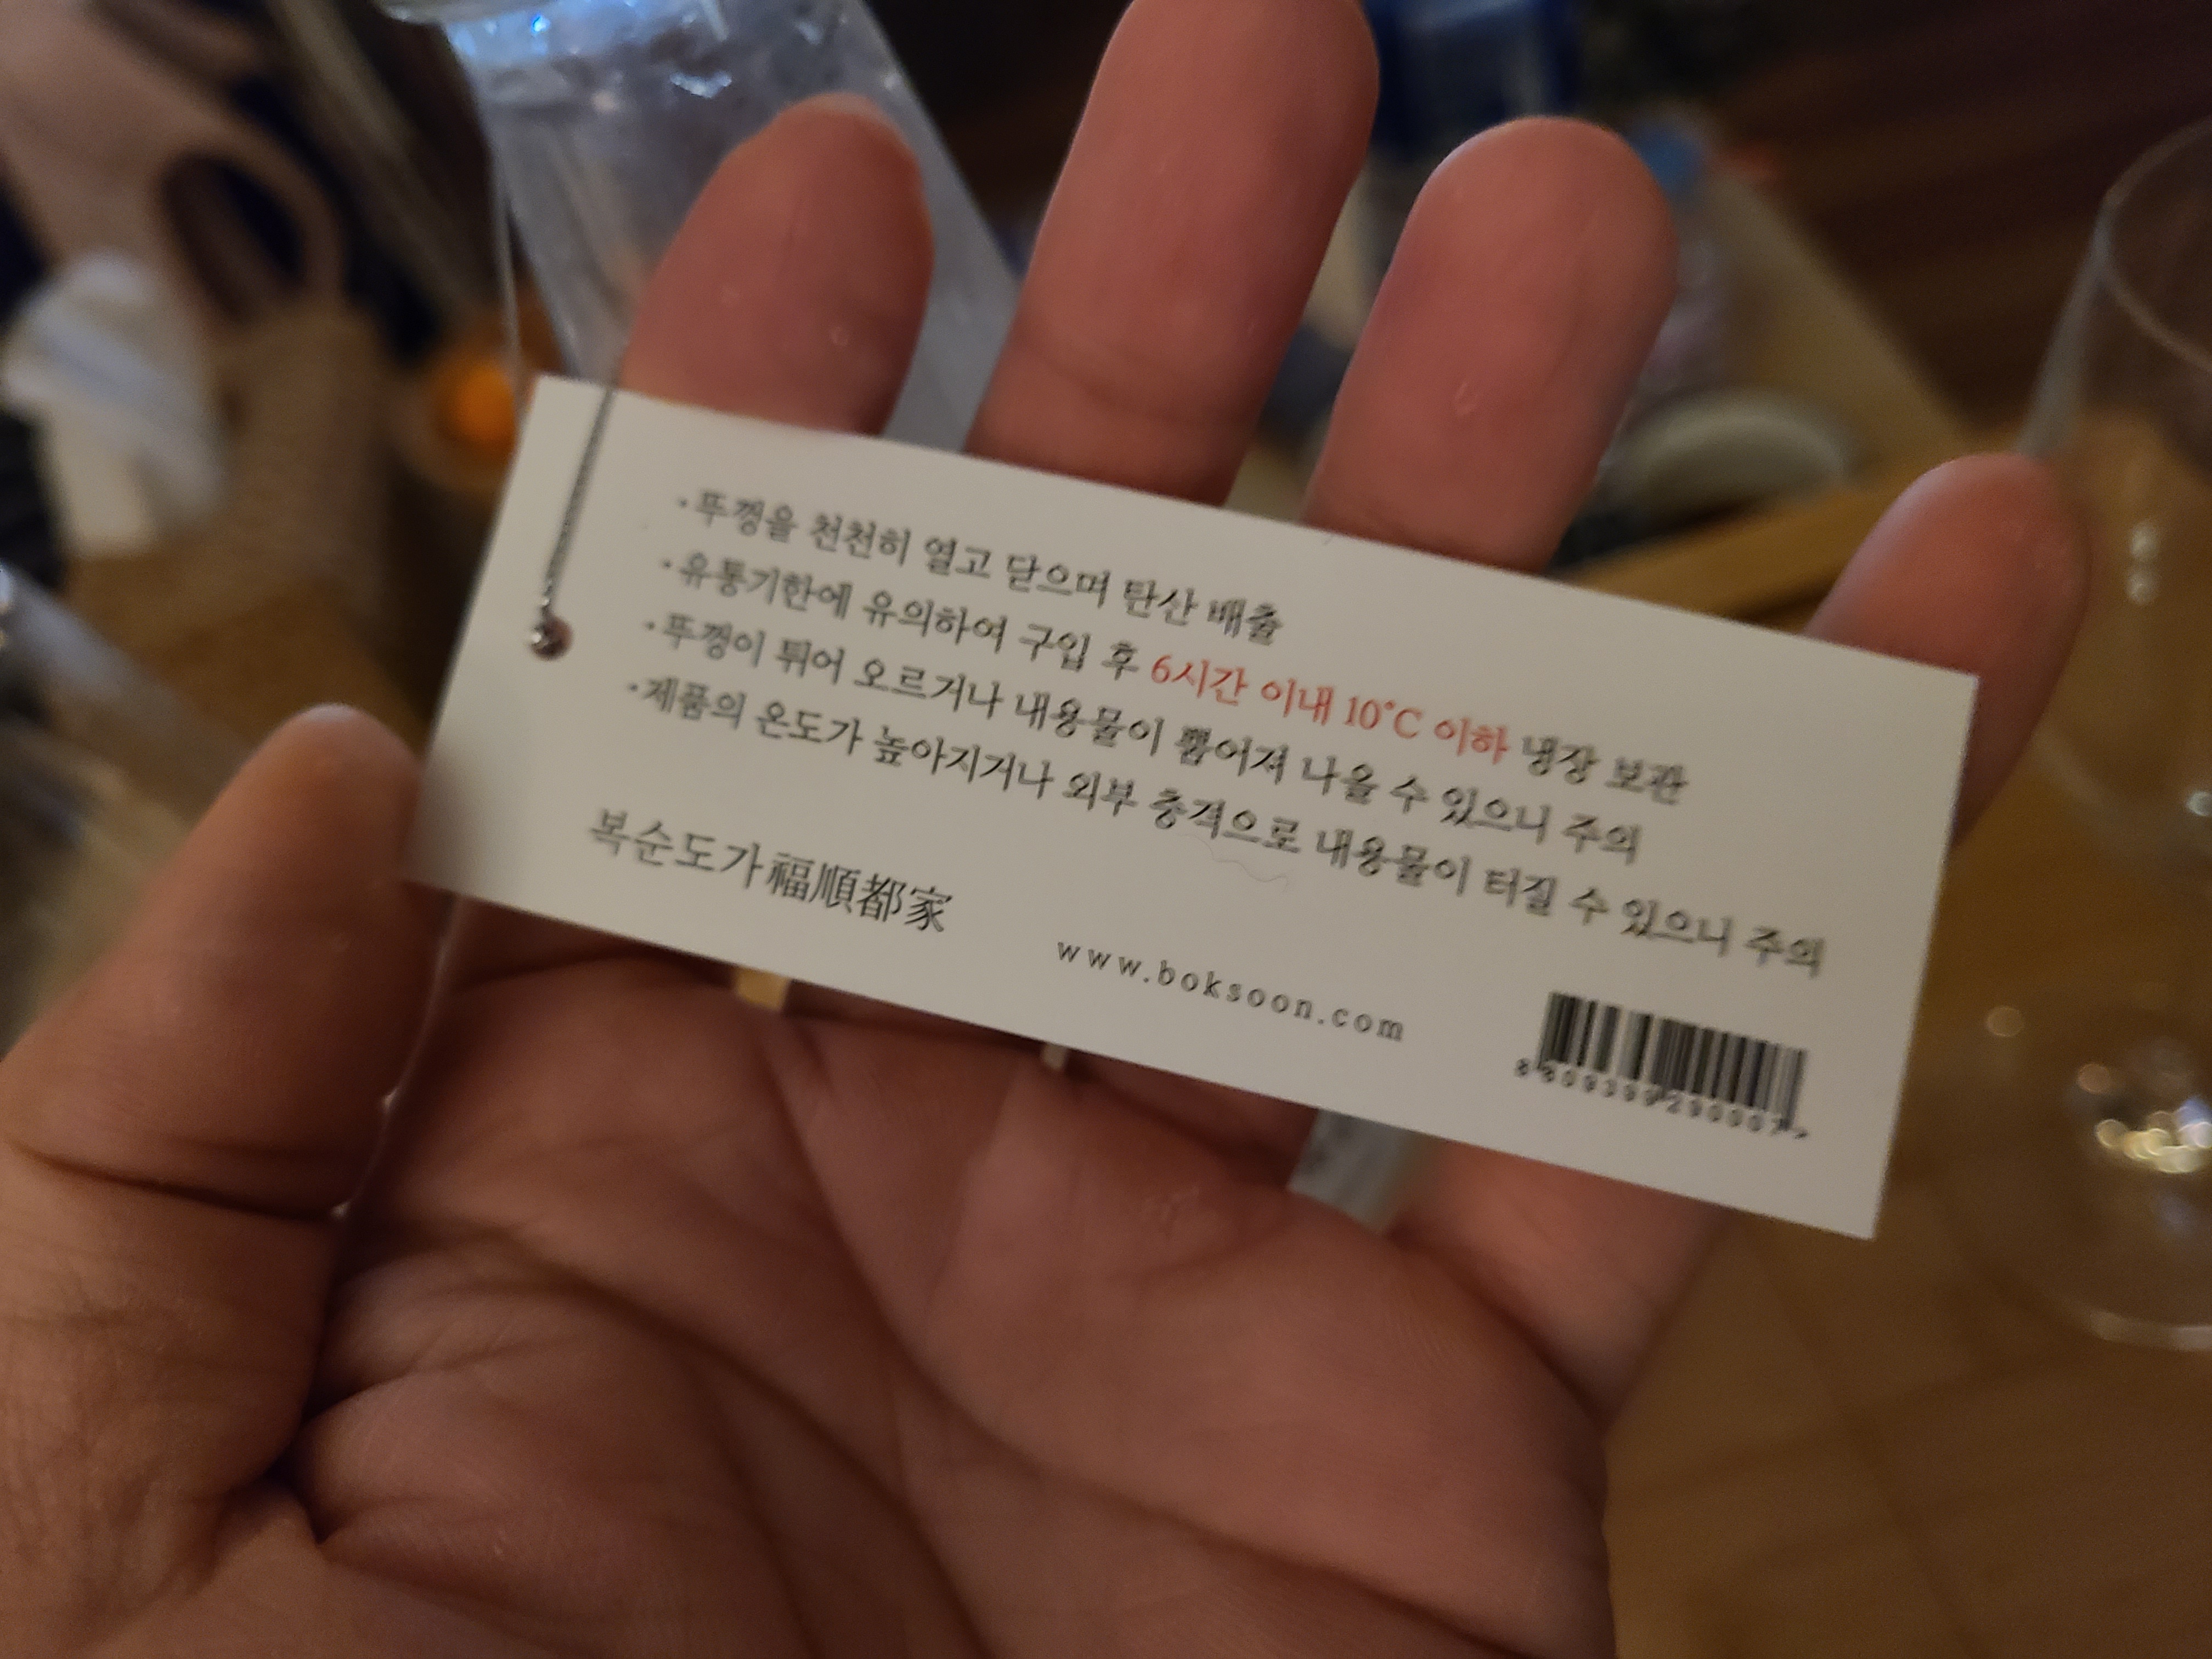 ·뚜껑을 천천히 열고 닫으며 탄산 배출
·유통기한에 유의하여 구입 후 6시간 이내 10°C 이하 냉장 보관
·뚜껑이 튀어 오르거나 내용물이 뿜어져 나올 수 있으니 주의
·제품의 온도가 높아지거나 외부 충격으로 내용물이 터질 수 있으니 주의
복순도가福順都家
www.boksoon.com